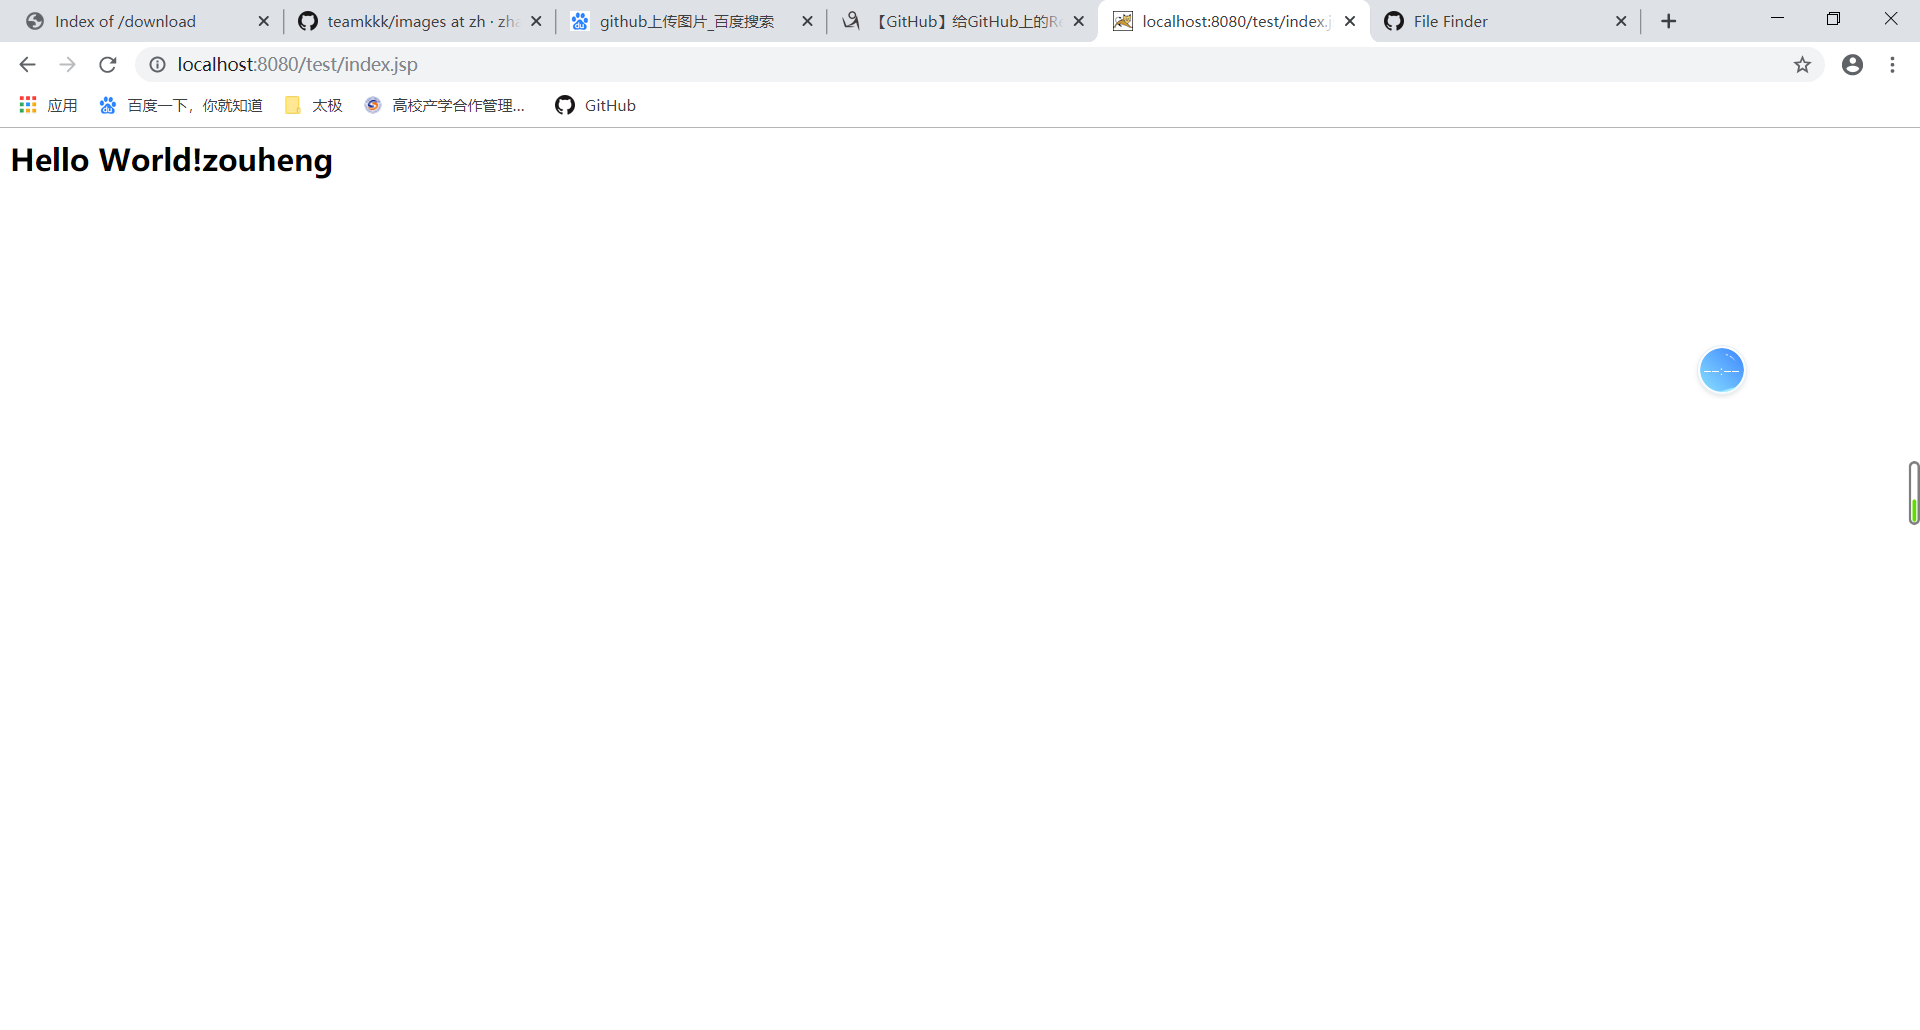 Index of /download
teamkkk/images at zh · zha
github上传图片_百度搜索
【GitHub】给GitHub上的Re
localhost:8080/test/index.j
File Finder
localhost:8080/test/index.jsp
应用
百度一下，你就知道
太极
高校产学合作管理...
GitHub
Hello World!zouheng
--:--